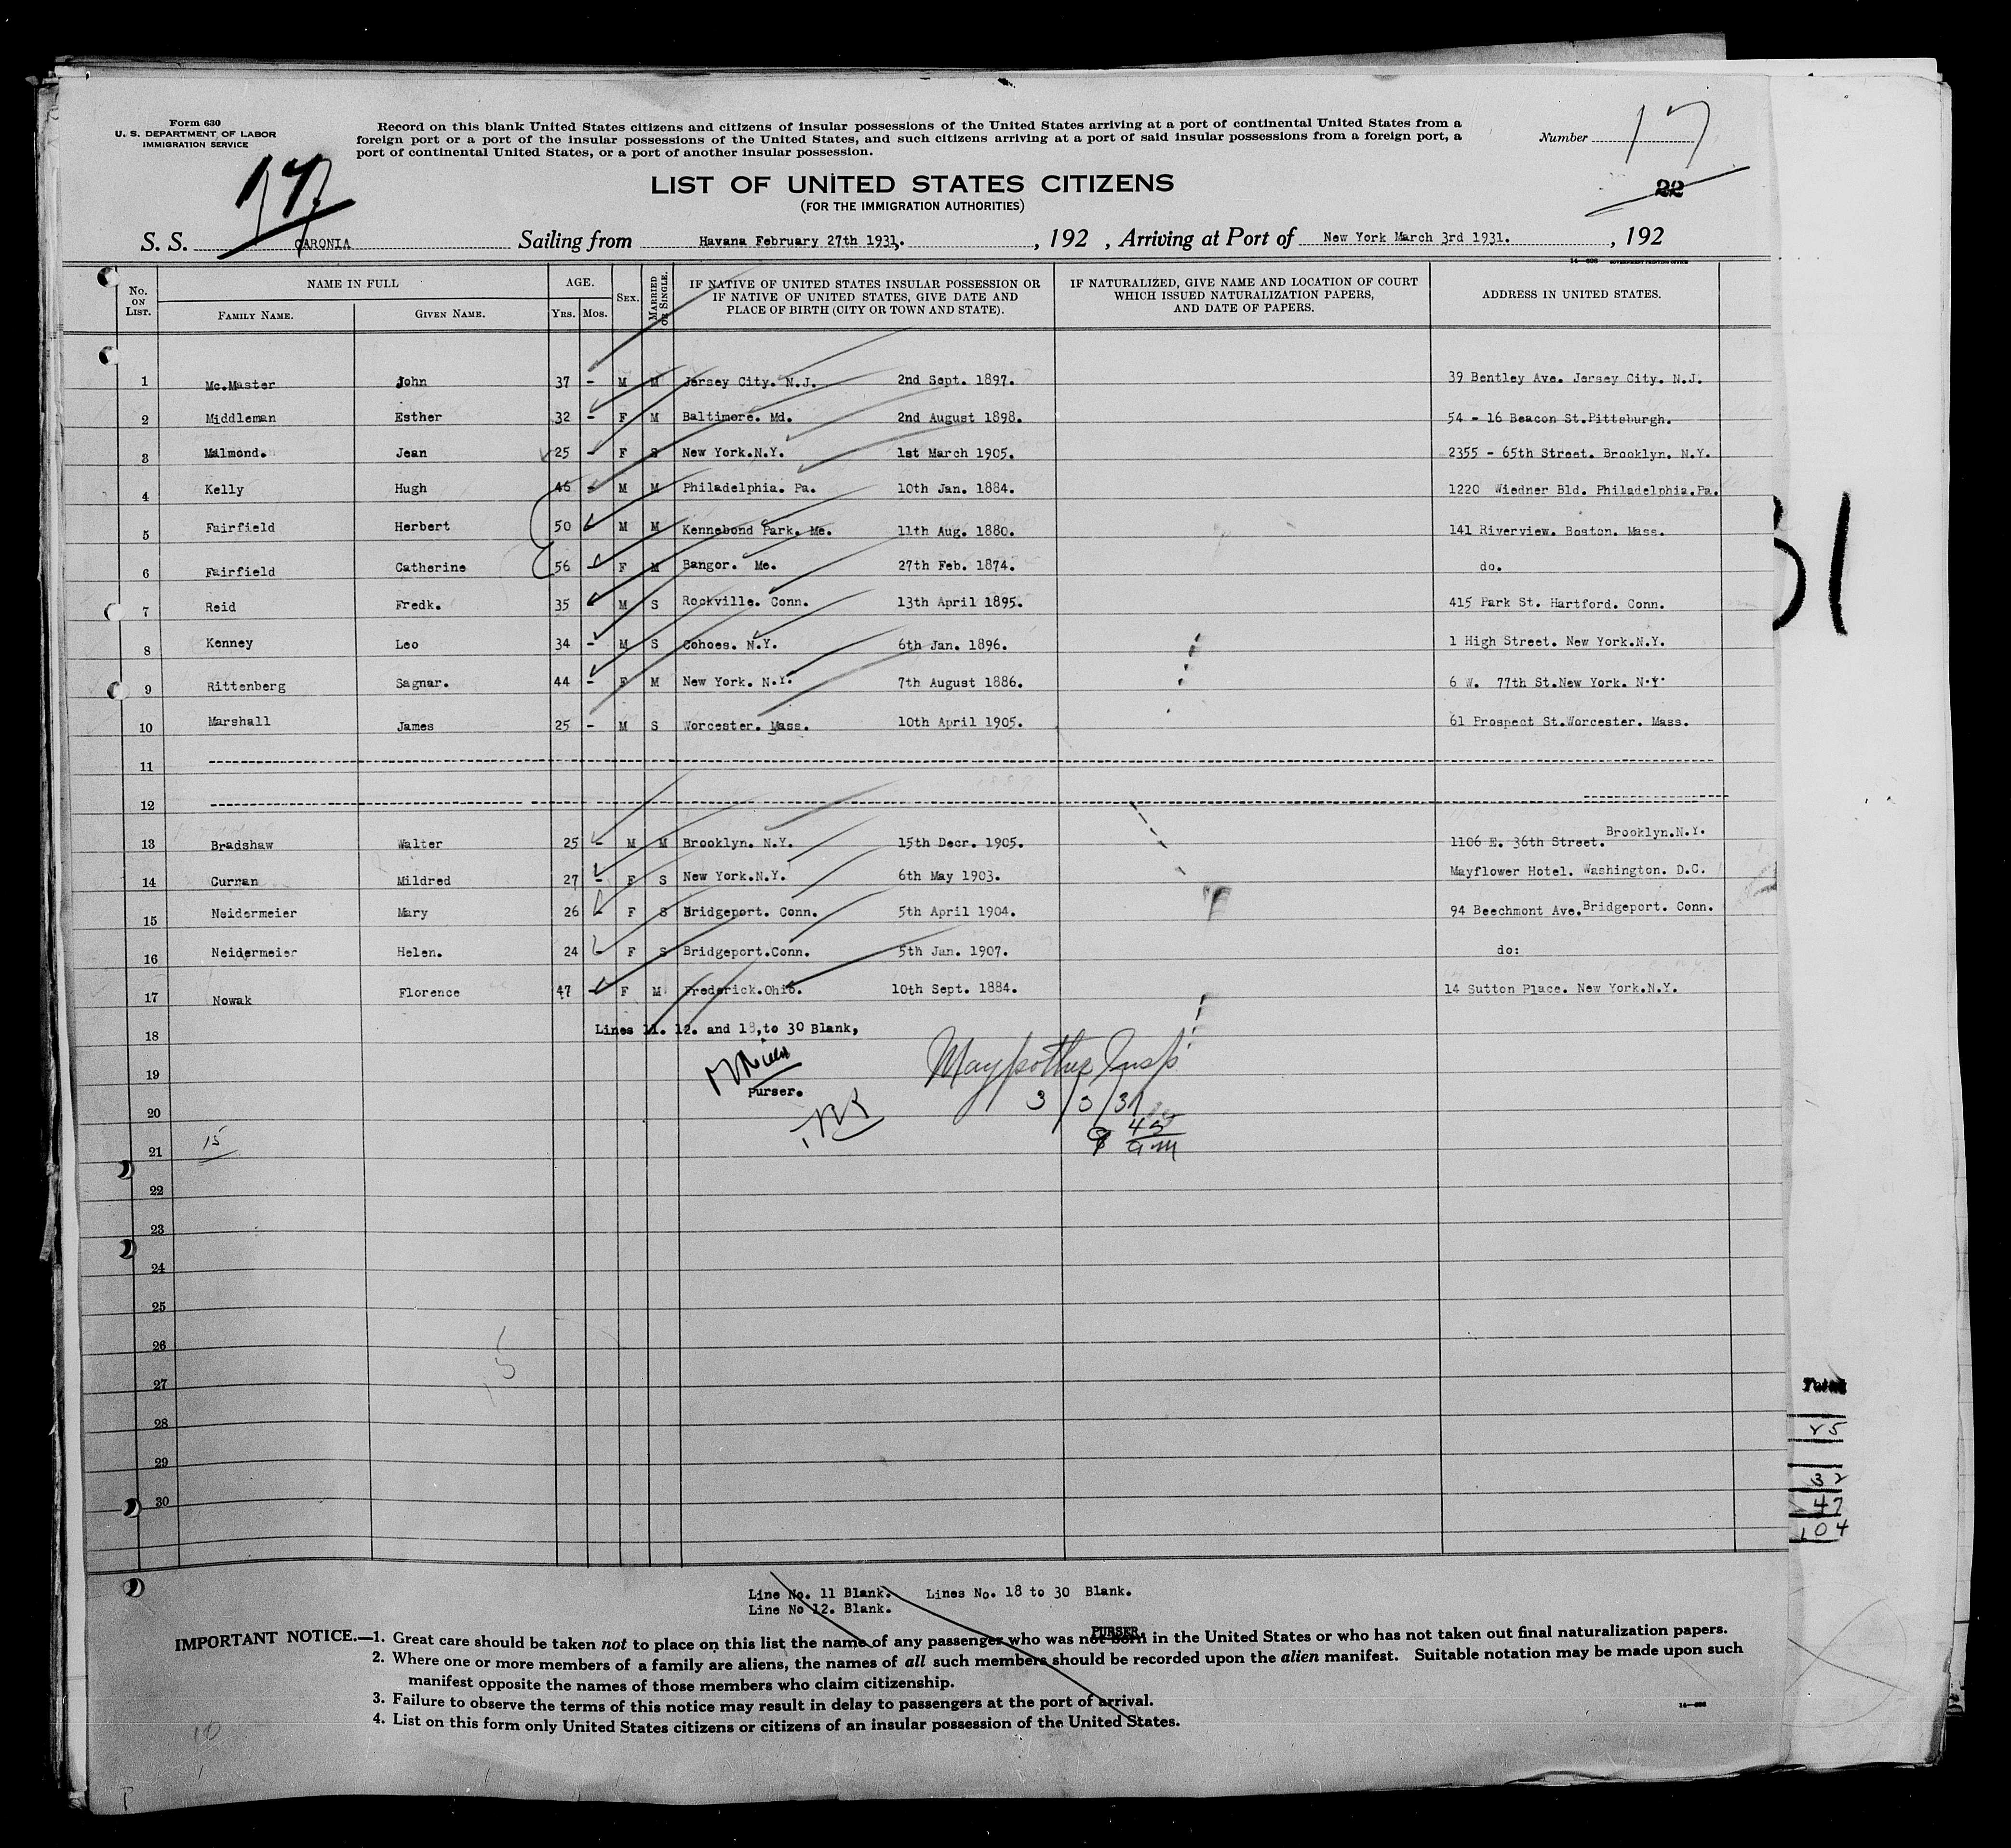 Form 630
U. S. DEPARTMENT OF LABOR
IMMIGRATION SERVICE
Record on this blank United States citizens and citizens of insular possessions of the United States arriving at a port of continental United States from a
foreign port or a port of the insular possessions of the United States, and such citizens arriving at a port of said insular possessions from a foreign port, a
port of continental United States, or a port of another insular possession.
Number 17
17
LIST OF UNITED STATES CITIZENS
(FOR THE IMMIGRATION AUTHORITIES)
22
S. S. CARONIA Sailing from Havana February 27th 1931. , 192 , Arriving at Port of New York March 3rd 1931. , 192
No. ON LIST. NAME IN FULL FAMILY NAME. GIVEN NAME. AGE. YRS. MOS. SEX. MARRIED OR SINGLE. IF NATIVE OF UNITED STATES INSULAR POSSESSION OR IF NATIVE OF UNITED STATES, GIVE DATE AND PLACE OF BIRTH (CITY OR TOWN AND STATE). IF NATURALIZED, GIVE NAME AND LOCATION OF COURT WHICH ISSUED NATURALIZATION PAPERS, AND DATE OF PAPERS. ADDRESS IN UNITED STATES.
1 Mc.Master John 37 - M M Jersey City. N.J. 2nd Sept. 1897. 39 Bentley Ave. Jersey City. N.J.
2 Middleman Esther 32 - F M Baltimore. Md. 2nd August 1898. 54 - 16 Beacon St.Pittsburgh.
3 Milmond. Jean 25 - F S New York.N.Y. 1st March 1905. 2355 - 65th Street. Brooklyn. N.Y.
4 Kelly Hugh 46 - M M Philadelphia. Pa. 10th Jan. 1884. 1220 Wiedner Bld. Philadelphia.Pa.
5 Fairfield Herbert 50 M M Kennebond Park. Me. 11th Aug. 1880. 141 Riverview. Boston. Mass.
6 Fairfield Catherine 56 - F M Bangor. Me. 27th Feb. 1874. do.
7 Reid Fredk. 35 M S Rockville. Conn. 13th April 1895. 415 Park St. Hartford. Conn.
8 Kenney Leo 34 - M S Cohoes. N.Y. 6th Jan. 1896. 1 High Street. New York.N.Y.
9 Rittenberg Sagnar. 44 - F M New York. N.Y. 7th August 1886. 6 W. 77th St.New York. N.Y.
10 Marshall James 25 - M S Worcester. Mass. 10th April 1905. 61 Prospect St.Worcester. Mass.
11
12
13 Bradshaw Walter 25 - M M Brooklyn. N.Y. 15th Decr. 1905. 1106 E. 36th Street. Brooklyn.N.Y.
14 Curran Mildred 27 - F S New York.N.Y. 6th May 1903. Mayflower Hotel. Washington. D.C.
15 Neidermeier Mary 26 - F S Bridgeport. Conn. 5th April 1904. 94 Beechmont Ave.Bridgeport. Conn.
16 Neidermeier Helen. 24 - F S Bridgeport.Conn. 5th Jan. 1907. do:
17 Nowak Florence 47 - F M Frederick.Ohio. 10th Sept. 1884. 14 Sutton Place. New York.N.Y.
Lines 11. 12. and 18,to 30 Blank,
18
19
Purser.
3/3/31
20
9 45 am
15
21
22
23
24
25
26
15
27
28
29
30
Total
25
32
47
104
Line No. 11 Blank. Lines No. 18 to 30 Blank.
Line No 12. Blank.
PURSER
IMPORTANT NOTICE.—1. Great care should be taken not to place on this list the name of any passenger who was not born in the United States or who has not taken out final naturalization papers.
2. Where one or more members of a family are aliens, the names of all such members should be recorded upon the alien manifest. Suitable notation may be made upon such
manifest opposite the names of those members who claim citizenship.
3. Failure to observe the terms of this notice may result in delay to passengers at the port of arrival.
4. List on this form only United States citizens or citizens of an insular possession of the United States.
10